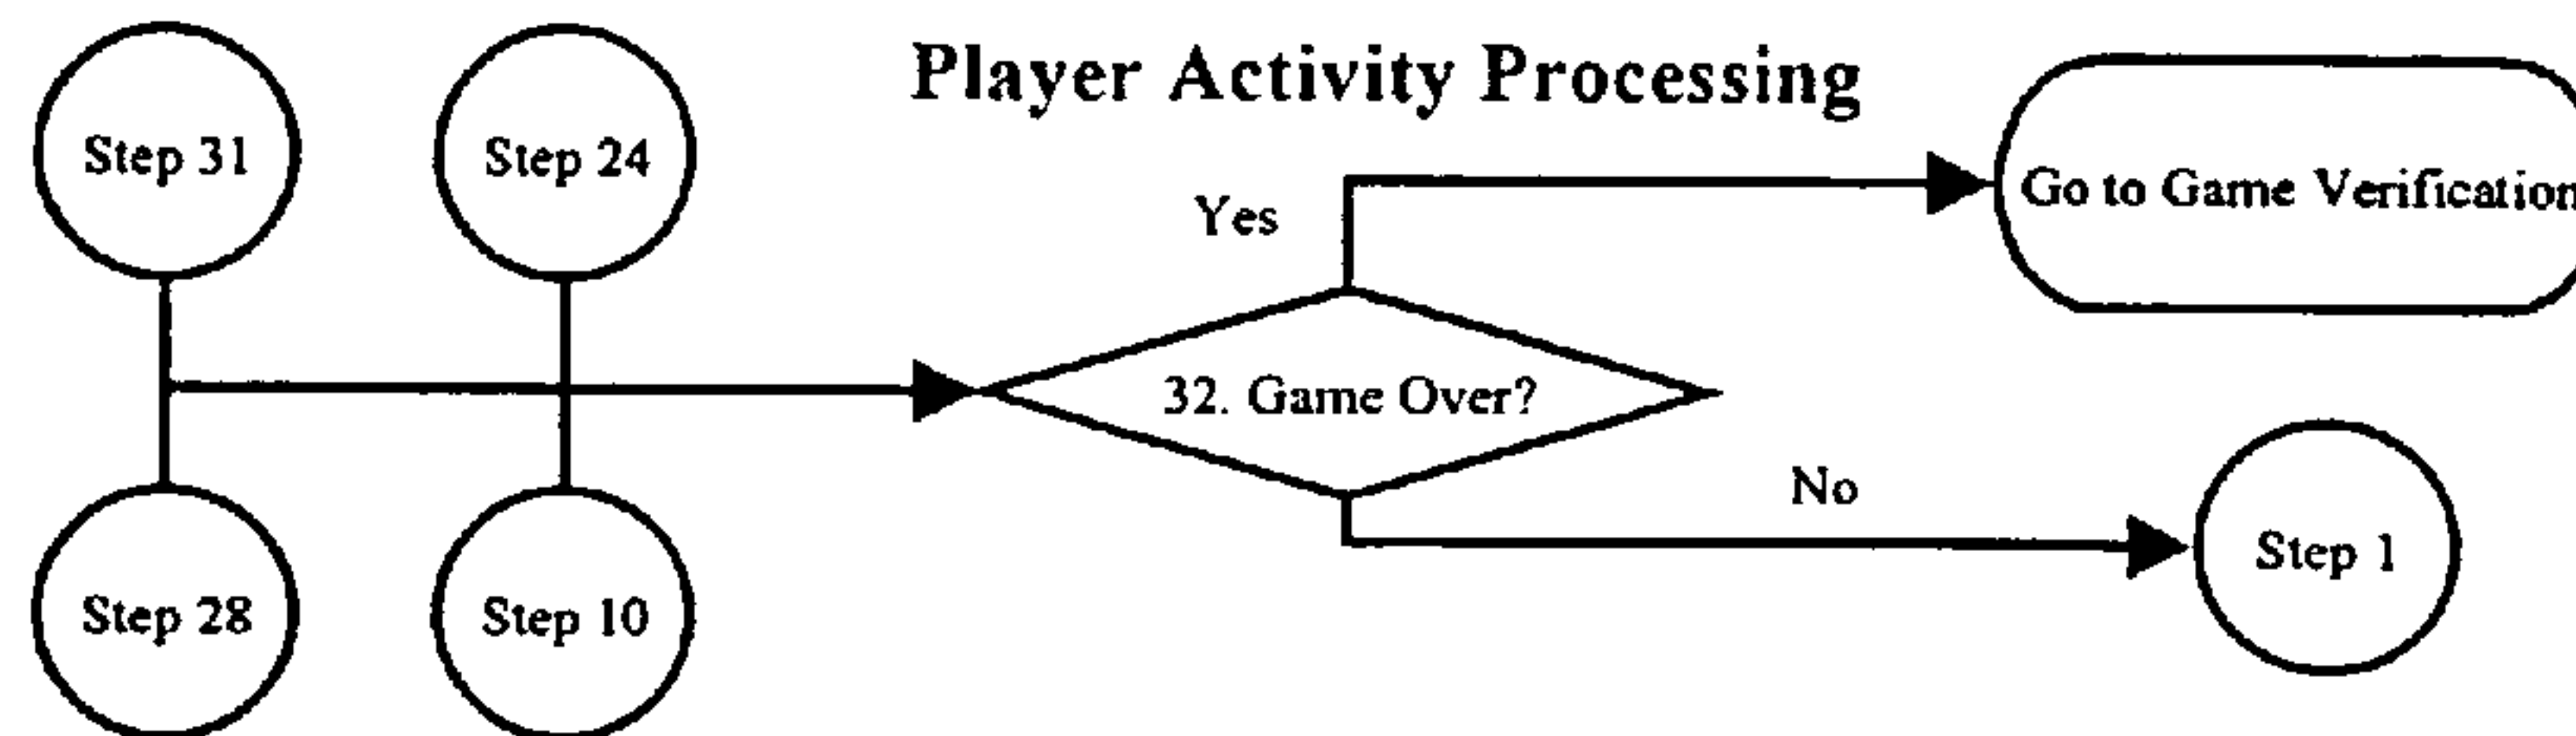 Player Activity Processing
Step 31
Step 24
Yes
Go to Game Verification
32. Game Over?
No
Step 1
Step 28
Step 10